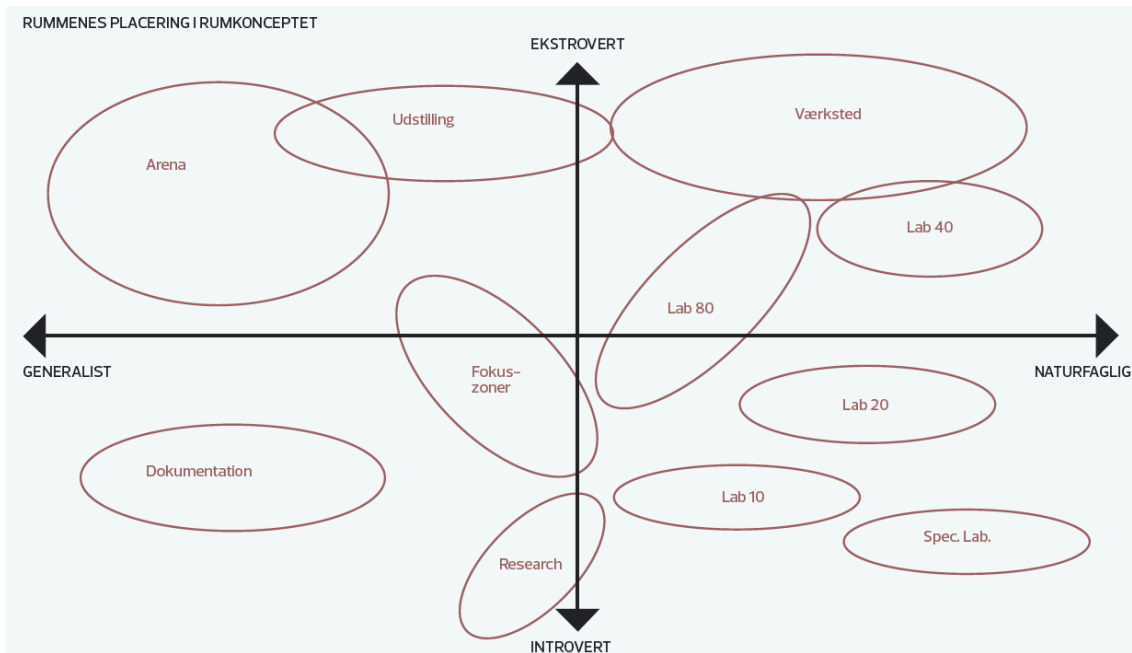 RUMMENES PLACERING I RUMKONCEPTET
EKSTROVERT
Udstilling
Værksted
Arena
Lab 40
Lab 80
GENERALIST
NATURFAGLIG
Fokus-
zoner
Lab 20
Dokumentation
Lab 10
Spec. Lab.
Research
INTROVERT